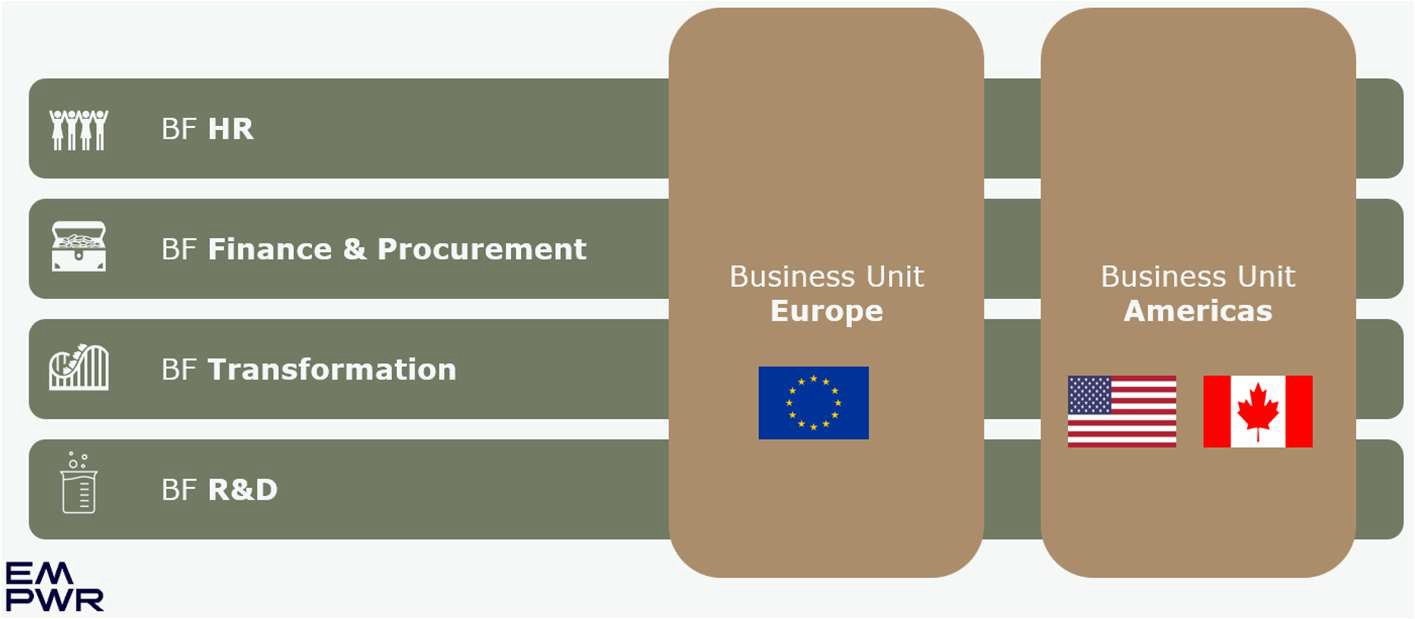 BF HR
BF Finance & Procurement
BF Transformation
BF R&D
Business Unit
Europe
Business Unit
Americas
EM
PWR